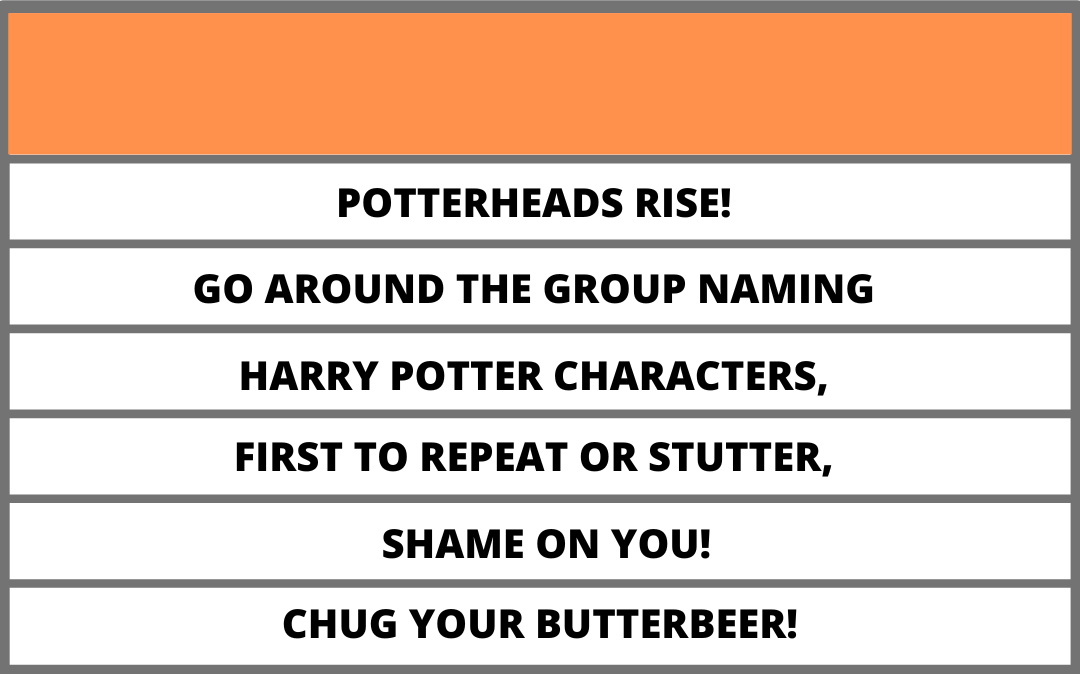 POTTERHEADS RISE!
GO AROUND THE GROUP NAMING
HARRY POTTER CHARACTERS,
FIRST TO REPEAT OR STUTTER,
SHAME ON YOU!
CHUG YOUR BUTTERBEER!